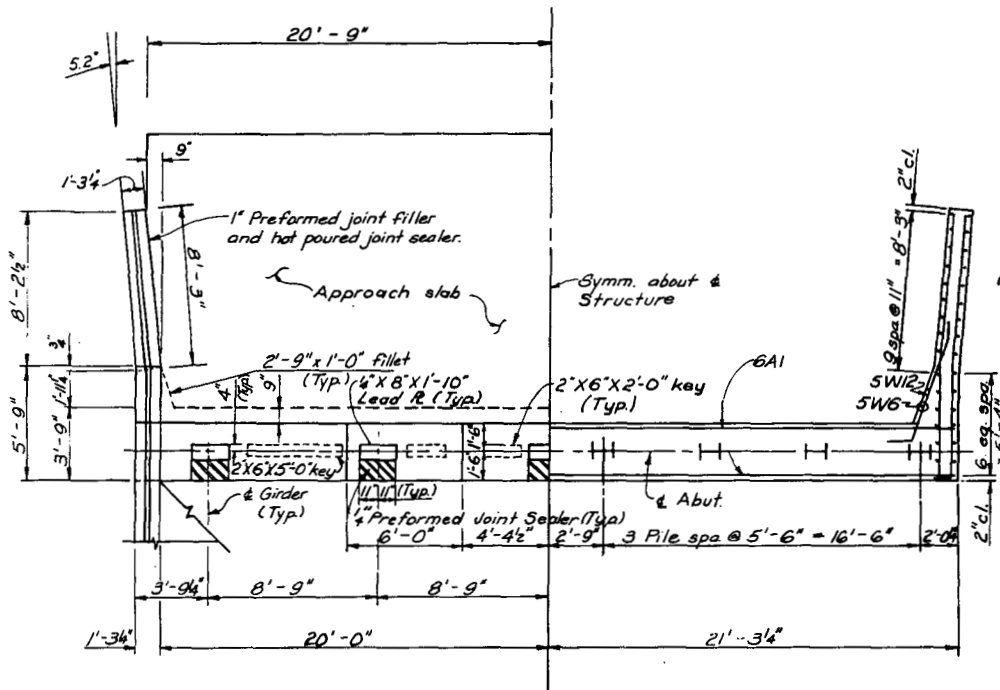 20'-9"
5.2"
9"
1'-3¼"
1" Preformed joint filler
and hot poured joint sealer.
8'-3"
8'-2½"
Approach slab
Symm. about ℄
Structure
2" cl.
9 spa @ 11" = 8'-3"
¾"
2'-9" x 1'-0" fillet
(Typ.)
4"
(Typ.)
9"
¼" X 8" X 1'-10"
Lead ℞ (Typ.)
2" X 6" X 2'-0" key
(Typ.)
6A1
5W12
5W6
5'-9"
1'-11¼"
3'-9"
1'-6"
1'-6"
2"X6"X5'-0" key
6 eq. spa.
2" cl.
℄ Girder
(Typ.)
11" 11" (Typ.)
℄ Abut.
¼" Preformed Joint Sealer (Typ.)
6'-0"
4'-4½"
2'-9"
3 Pile spa @ 5'-6" = 16'-6"
3'-9¼"
8'-9"
8'-9"
1'-3¼"
20'-0"
21'-3¼"